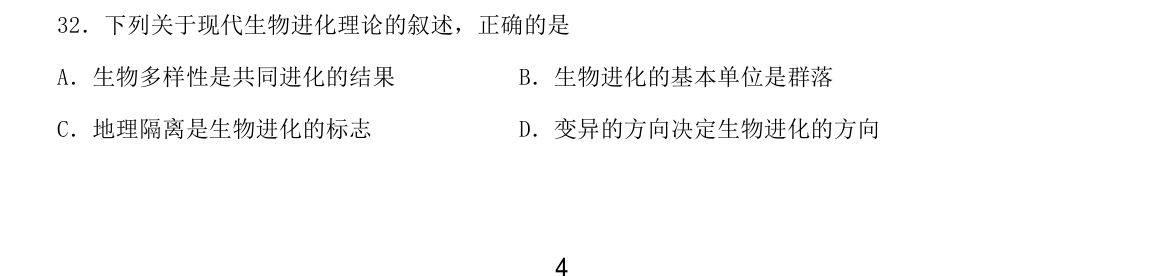 32. 下列关于现代生物进化理论的叙述，正确的是
A. 生物多样性是共同进化的结果 B. 生物进化的基本单位是群落
C. 地理隔离是生物进化的标志 D. 变异的方向决定生物进化的方向
4